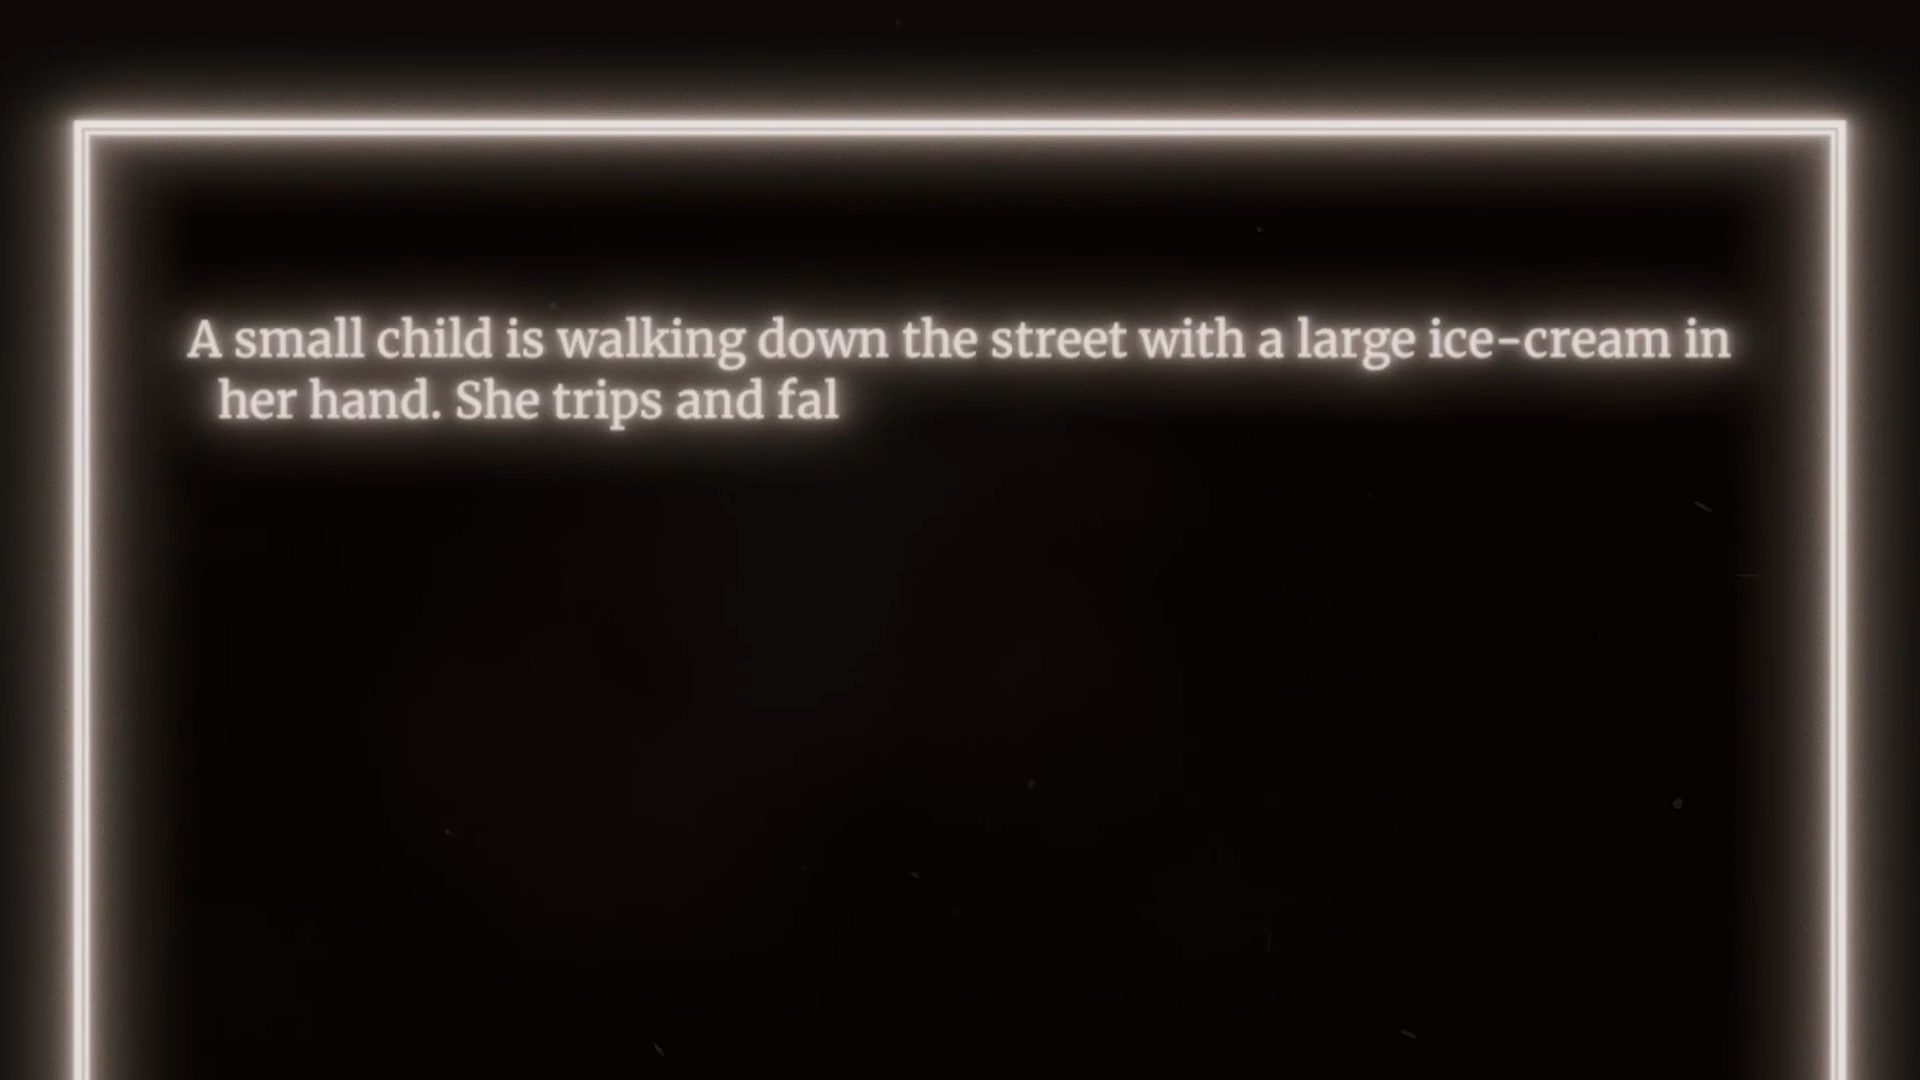 A small child is walking down the street with a large ice-cream in
her hand. She trips and fal